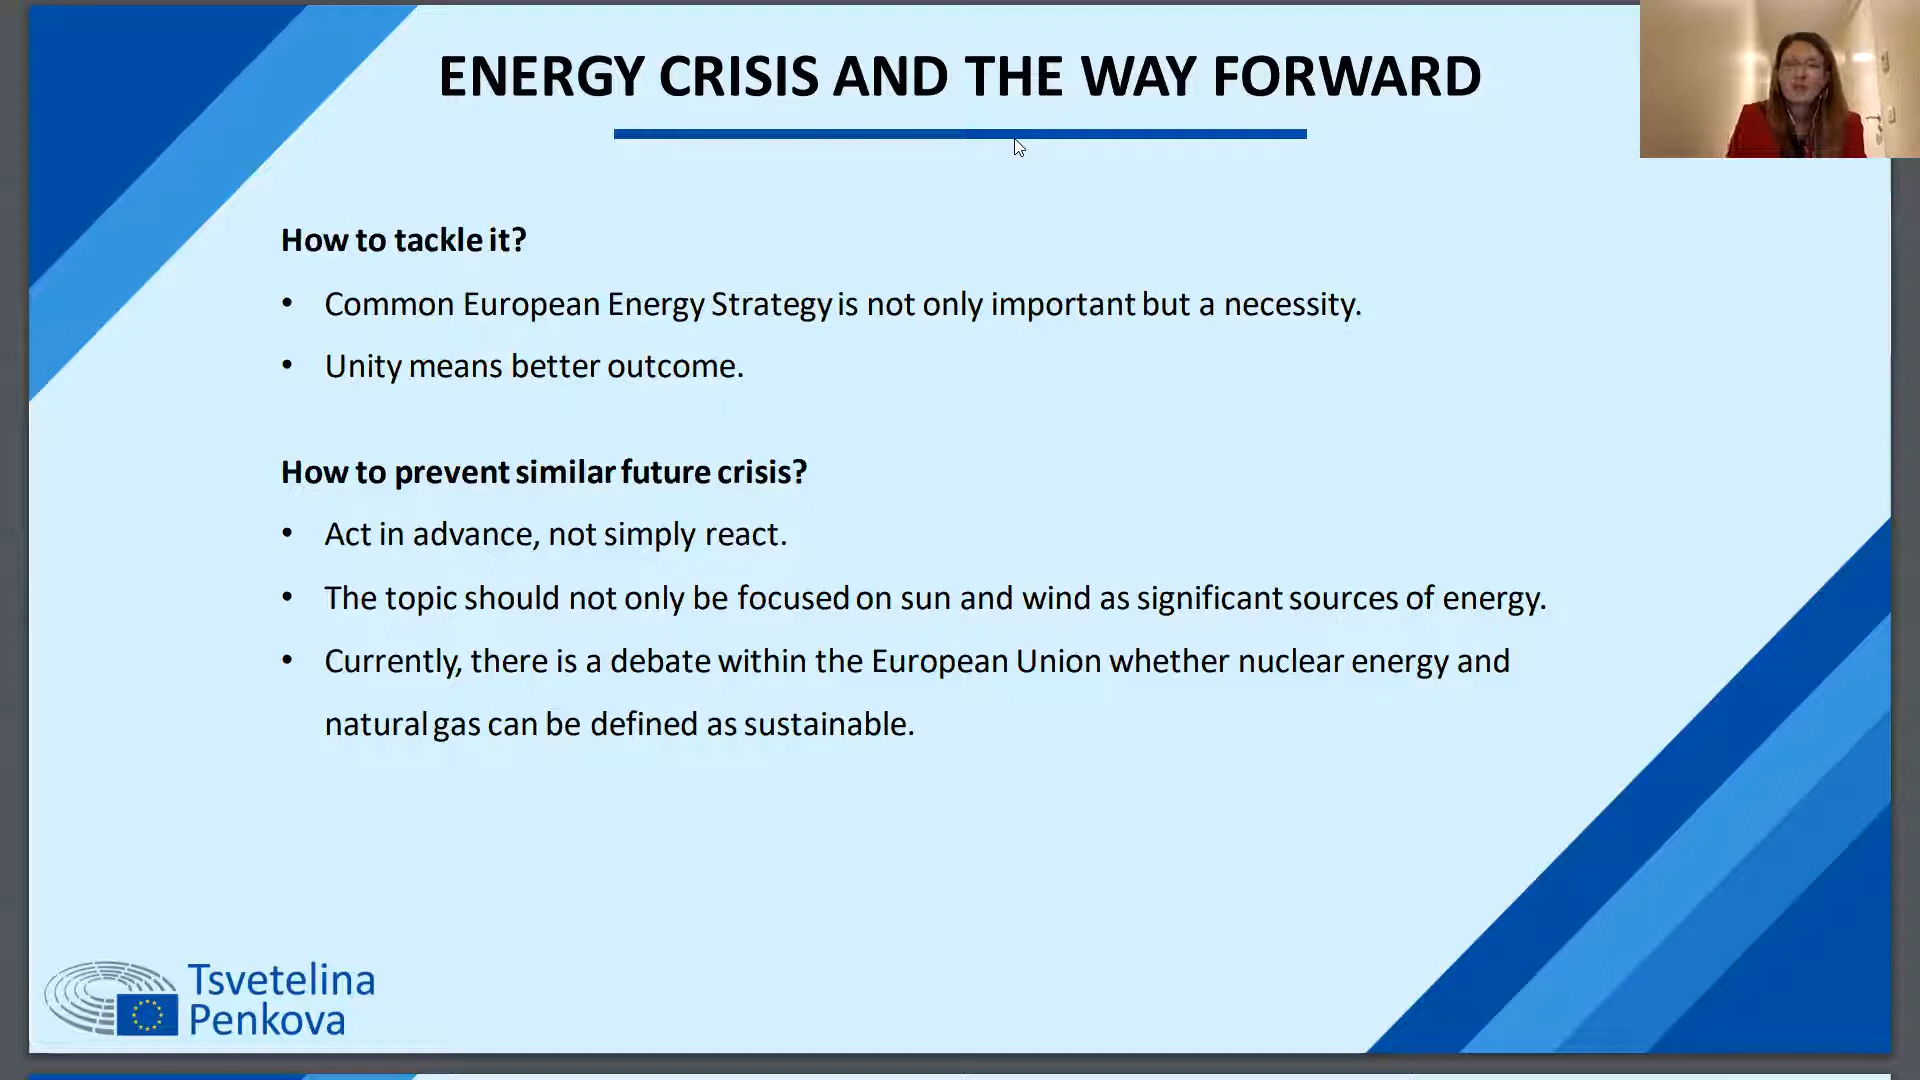 ENERGY CRISIS AND THE WAY FORWARD
How to tackle it?
• Common European Energy Strategy is not only important but a necessity.
• Unity means better outcome.
How to prevent similar future crisis?
• Act in advance, not simply react.
• The topic should not only be focused on sun and wind as significant sources of energy.
• Currently, there is a debate within the European Union whether nuclear energy and
natural gas can be defined as sustainable.
Tsvetelina
Penkova